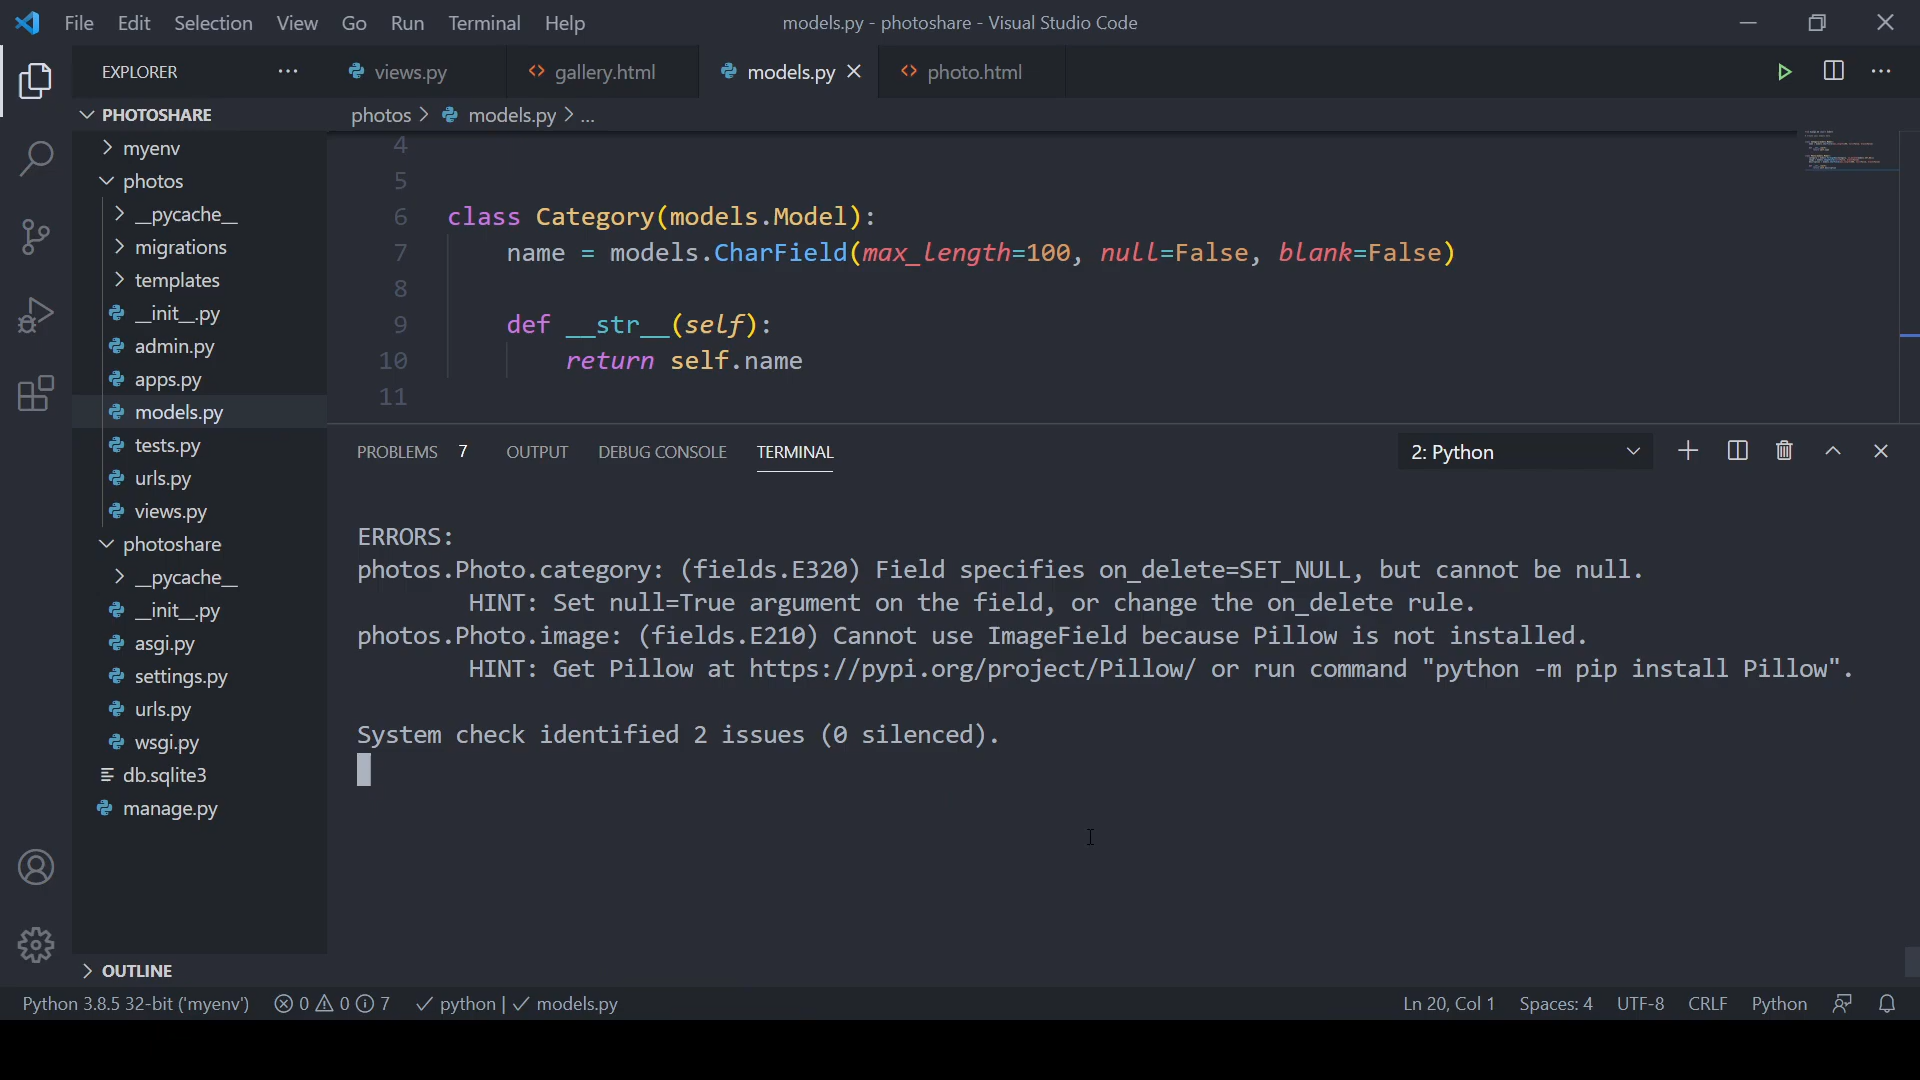 File Edit Selection View Go Run Terminal Help models.py - photoshare - Visual Studio Code
EXPLORER ··· views.py gallery.html models.py photo.html ···
PHOTOSHARE
photos > models.py > ...
myenv
photos
__pycache__
migrations
templates
__init__.py
admin.py
apps.py
models.py
tests.py
urls.py
views.py
photoshare
__pycache__
__init__.py
asgi.py
settings.py
urls.py
wsgi.py
db.sqlite3
manage.py
OUTLINE
4
5
6 class Category(models.Model):
7 name = models.CharField(max_length=100, null=False, blank=False)
8
9 def __str__(self):
10 return self.name
11
PROBLEMS 7 OUTPUT DEBUG CONSOLE TERMINAL 2: Python
ERRORS:
photos.Photo.category: (fields.E320) Field specifies on_delete=SET_NULL, but cannot be null.
HINT: Set null=True argument on the field, or change the on_delete rule.
photos.Photo.image: (fields.E210) Cannot use ImageField because Pillow is not installed.
HINT: Get Pillow at https://pypi.org/project/Pillow/ or run command "python -m pip install Pillow".
System check identified 2 issues (0 silenced).
Python 3.8.5 32-bit ('myenv') 0 0 7 python | models.py Ln 20, Col 1 Spaces: 4 UTF-8 CRLF Python